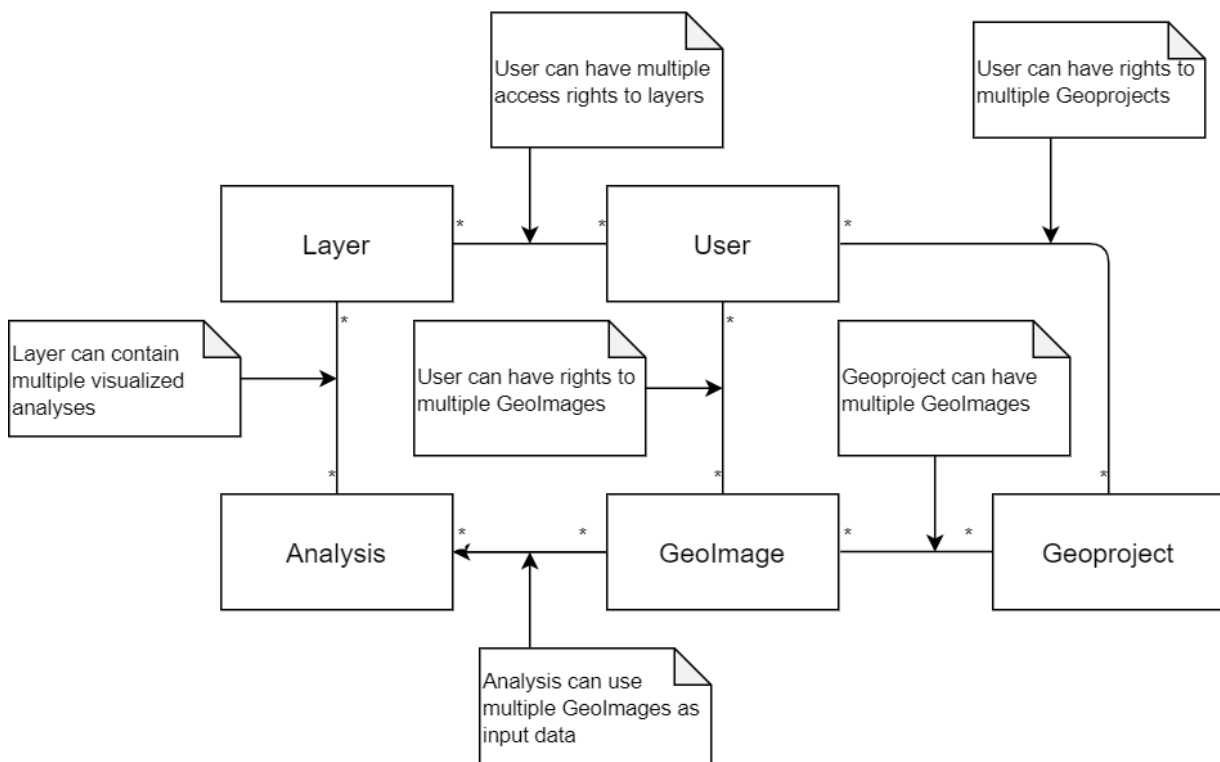 User can have multiple
access rights to layers
User can have rights to
multiple Geoprojects
*
*
*
Layer
User
*
*
Layer can contain
multiple visualized
analyses
User can have rights to
multiple GeoImages
Geoproject can have
multiple GeoImages
*
*
*
*
*
*
*
Analysis
GeoImage
Geoproject
Analysis can use
multiple GeoImages as
input data